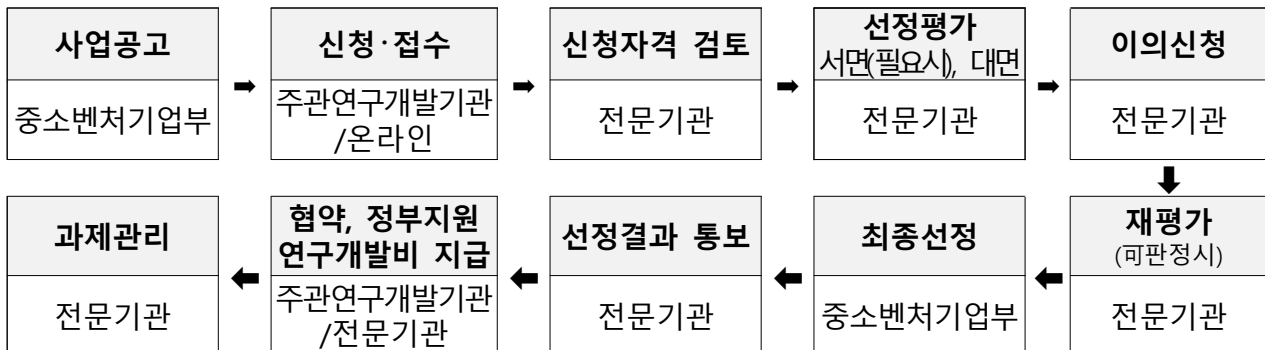 사업공고
중소벤처기업부
신청·접수
주관연구개발기관
/온라인
신청자격 검토
전문기관
선정평가
서면(필요시), 대면
전문기관
이의신청
전문기관
재평가
(可판정시)
전문기관
최종선정
중소벤처기업부
선정결과 통보
전문기관
협약, 정부지원
연구개발비 지급
주관연구개발기관
/전문기관
과제관리
전문기관